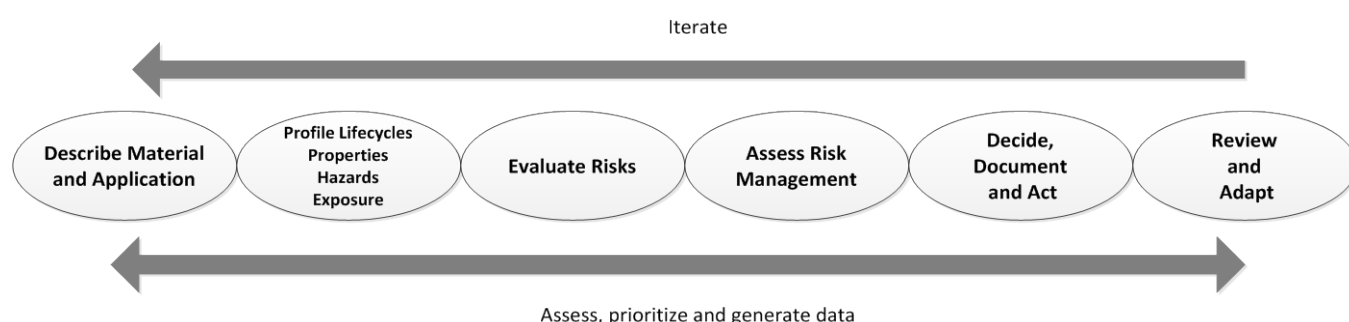 Iterate
Describe Material
and Application
Profile Lifecycles
Properties
Hazards
Exposure
Evaluate Risks
Assess Risk
Management
Decide,
Document
and Act
Review
and
Adapt
Assess, prioritize and generate data